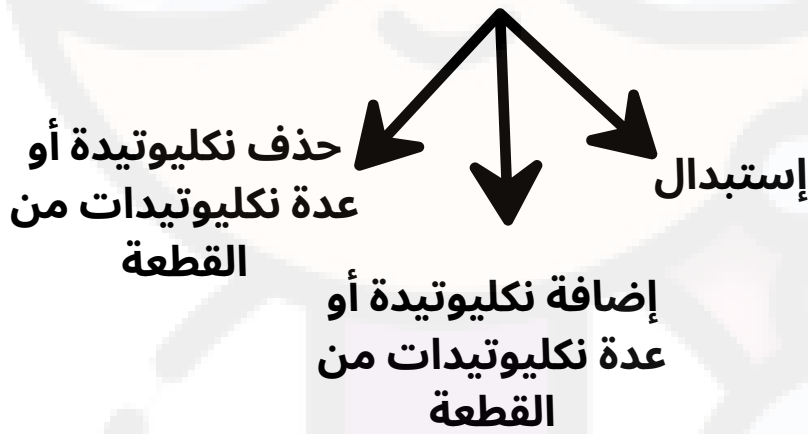 إستبدال
حذف نكليوتيدة أو
عدة نكليوتيدات من
القطعة
إضافة نكليوتيدة أو
عدة نكليوتيدات من
القطعة